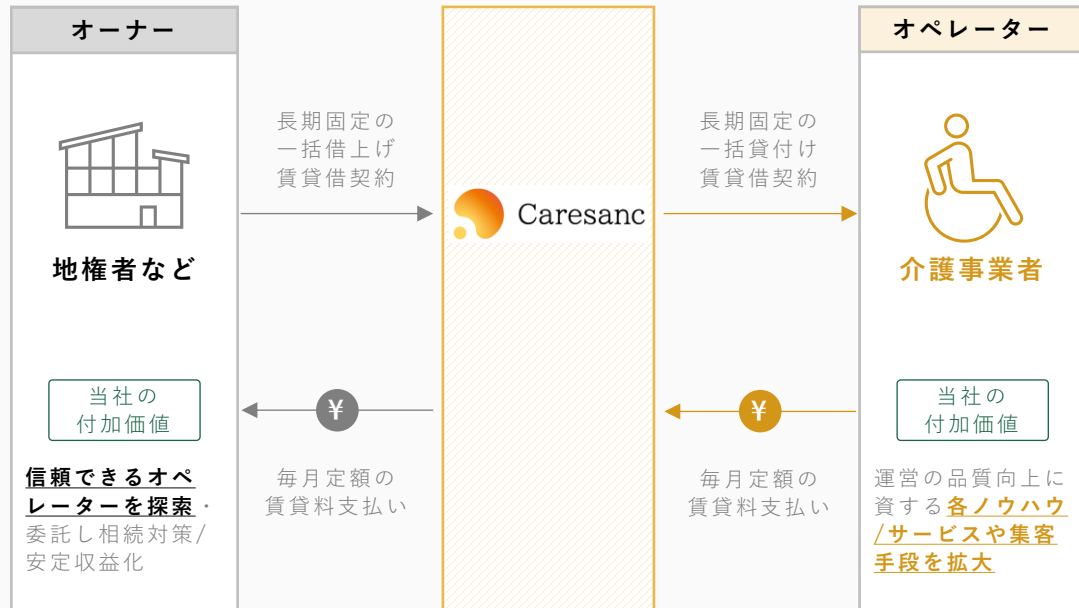 オーナー
オペレーター
長期固定の
一括借上げ
賃貸借契約
長期固定の
一括貸付け
賃貸借契約
Caresanc
地権者など
介護事業者
当社の
付加価値
¥
¥
当社の
付加価値
信頼できるオペ
レーターを探索・
委託し相続対策/
安定収益化
毎月定額の
賃貸料支払い
毎月定額の
賃貸料支払い
運営の品質向上に
資する各ノウハウ
/サービスや集客
手段を拡大